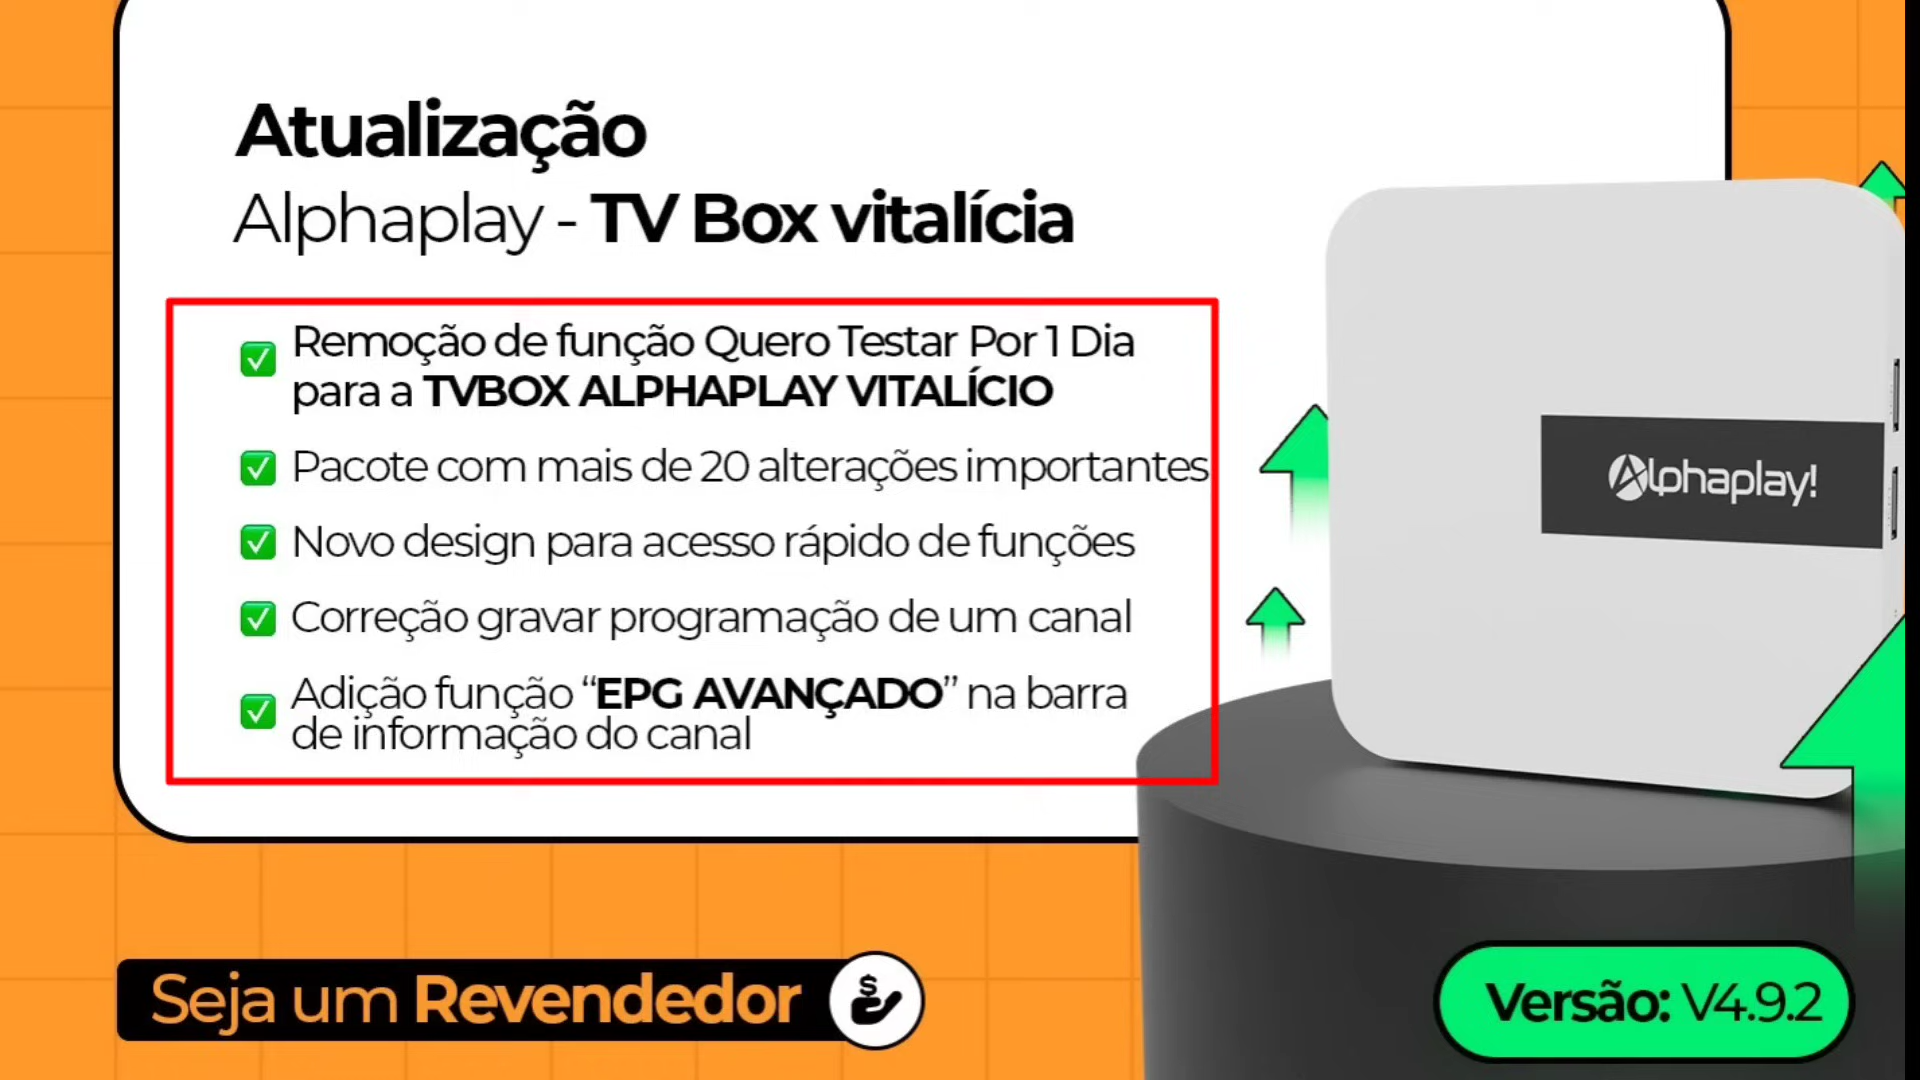 Atualização
Alphaplay - TV Box vitalícia
Remoção de função Quero Testar Por 1 Dia
para a TVBOX ALPHAPLAY VITALÍCIO
Pacote com mais de 20 alterações importantes
Novo design para acesso rápido de funções
Correção gravar programação de um canal
Adição função “EPG AVANÇADO” na barra
de informação do canal
Alphaplay!
Seja um Revendedor
Versão: V4.9.2